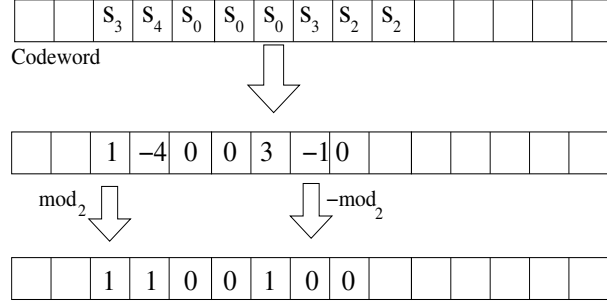 S₃ S₄ S₀ S₀ S₀ S₃ S₂ S₂
Codeword
1 −4 0 0 3 −1 0
mod₂ −mod₂
1 1 0 0 1 0 0